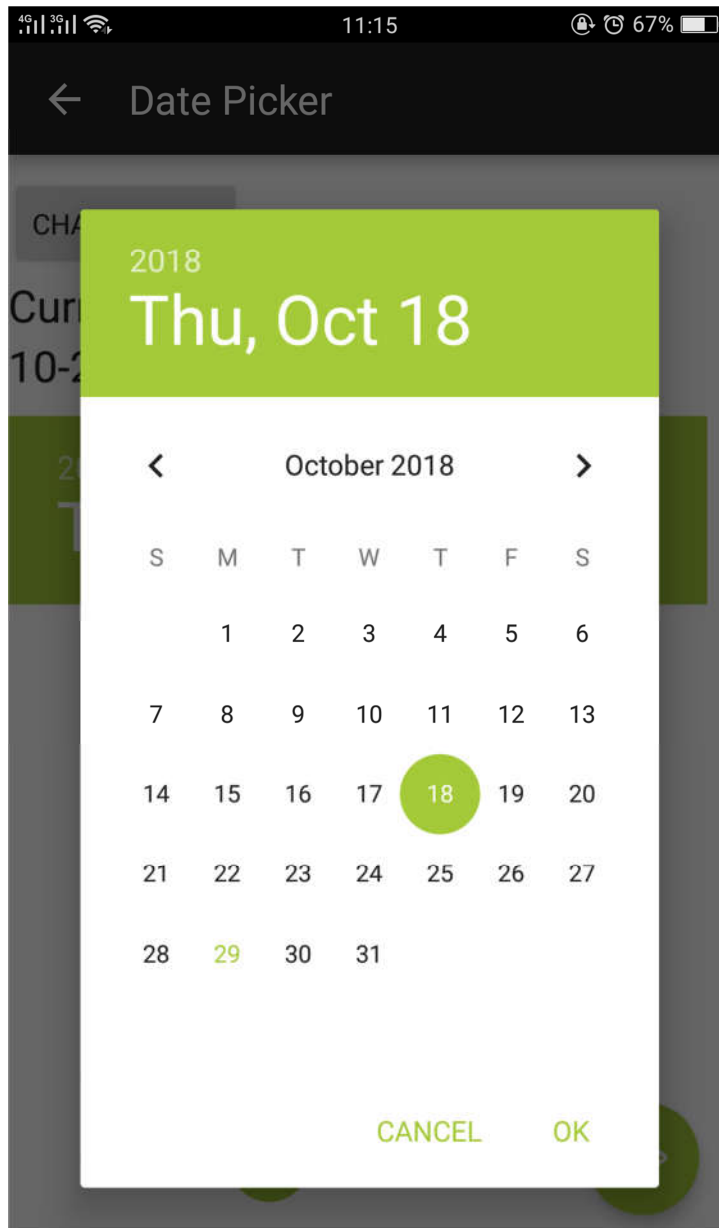 4G 3G 11:15 67%
Date Picker
2018
Thu, Oct 18
October 2018
S M T W T F S
1 2 3 4 5 6
7 8 9 10 11 12 13
14 15 16 17 18 19 20
21 22 23 24 25 26 27
28 29 30 31
CANCEL OK